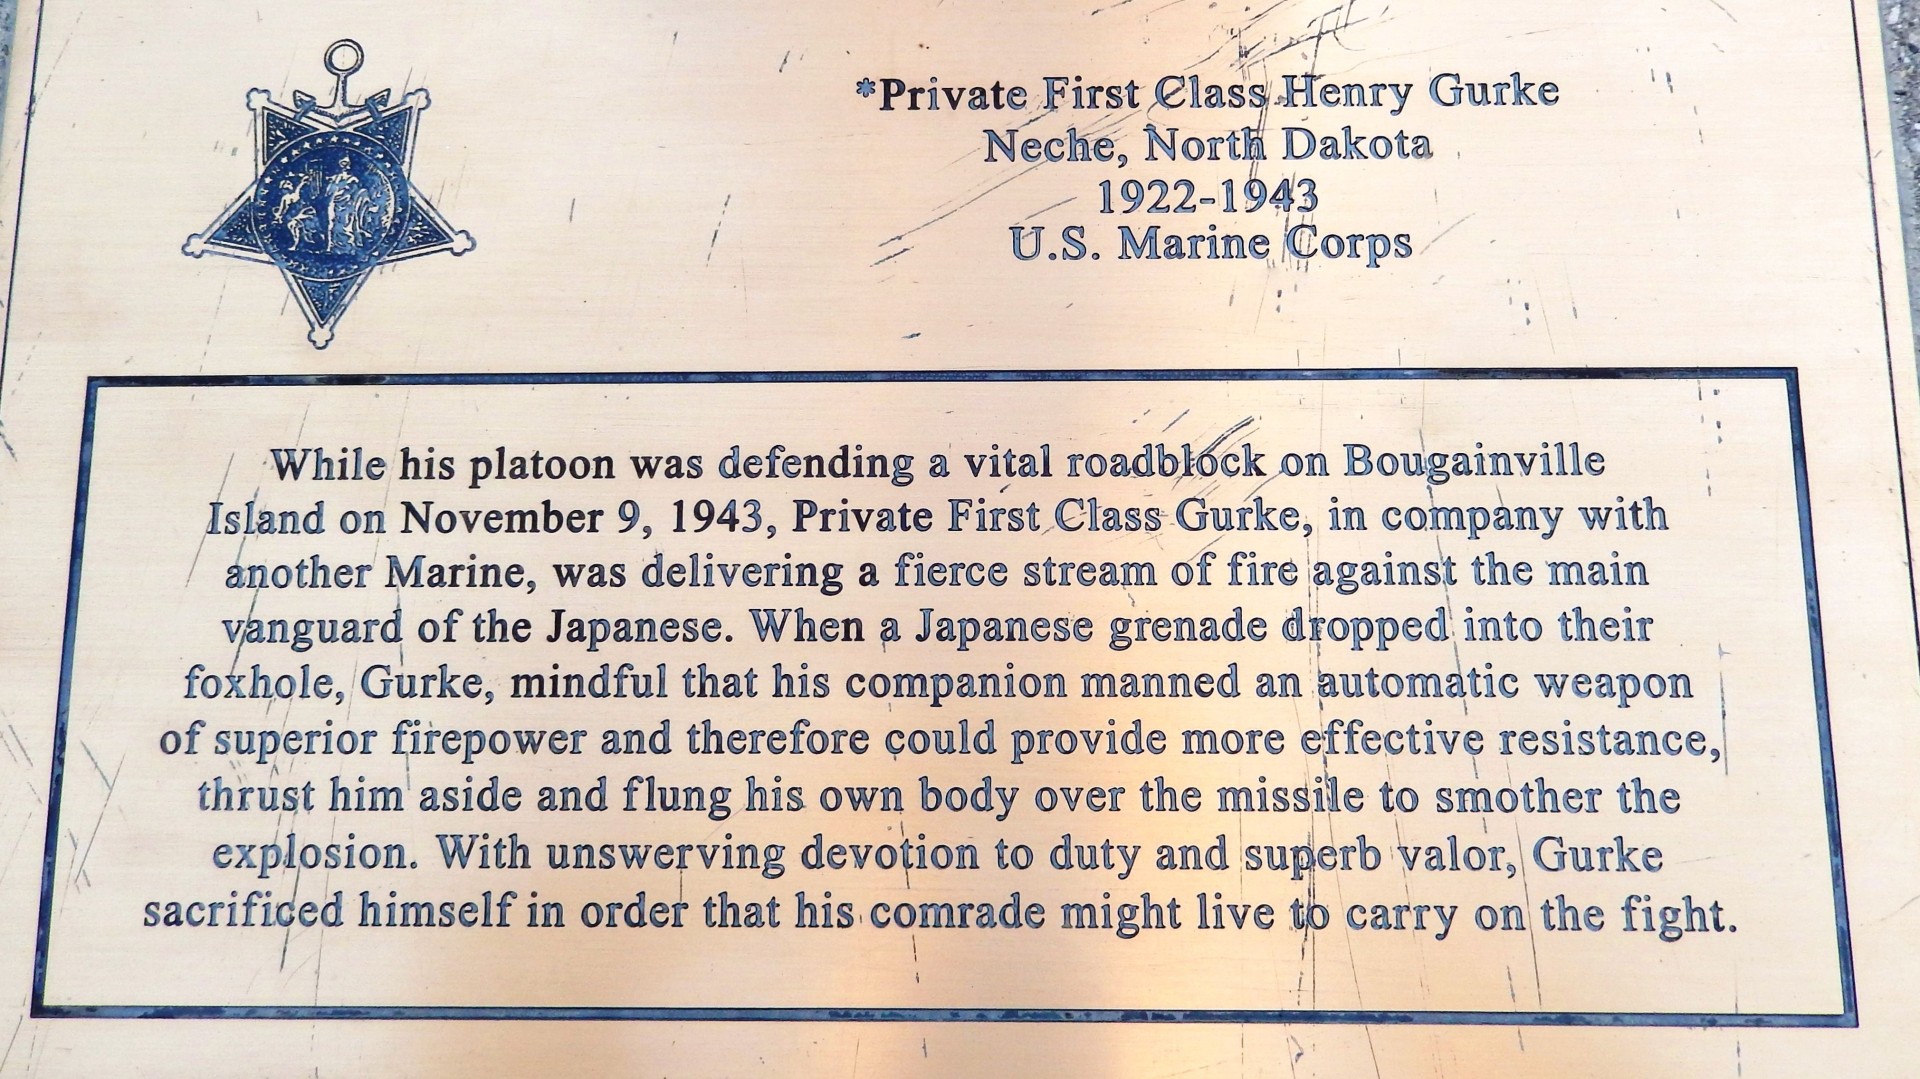 *Private First Class Henry Gurke
Neche, North Dakota
1922-1943
U.S. Marine Corps
While his platoon was defending a vital roadblock on Bougainville
Island on November 9, 1943, Private First Class Gurke, in company with
another Marine, was delivering a fierce stream of fire against the main
vanguard of the Japanese. When a Japanese grenade dropped into their
foxhole, Gurke, mindful that his companion manned an automatic weapon
of superior firepower and therefore could provide more effective resistance,
thrust him aside and flung his own body over the missile to smother the
explosion. With unswerving devotion to duty and superb valor, Gurke
sacrificed himself in order that his comrade might live to carry on the fight.